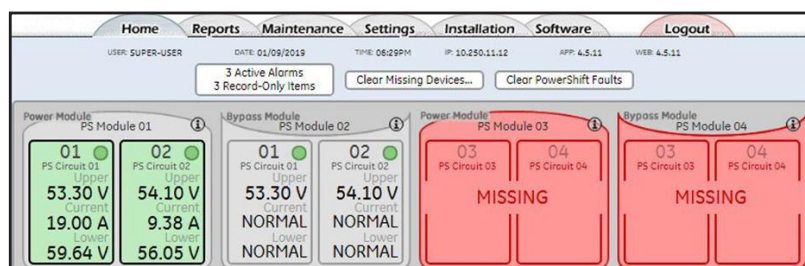 Home Reports Maintenance Settings Installation Software Logout
USER: SUPER-USER DATE: 01/09/2019 TIME: 06:29PM IP: 10.250.11.12 APP: 4.5.11 WEB: 4.5.11
3 Active Alarms
3 Record-Only Items
Clear Missing Devices...
Clear PowerShift Faults
Power Module
PS Module 01
01
PS Circuit 01
Upper
53.30 V
Current
19.00 A
Lower
59.64 V
02
PS Circuit 02
Upper
54.10 V
Current
9.38 A
Lower
56.05 V
Bypass Module
PS Module 02
01
PS Circuit 01
Upper
53.30 V
Current
NORMAL
Lower
NORMAL
02
PS Circuit 02
Upper
54.10 V
Current
NORMAL
Lower
NORMAL
Power Module
PS Module 03
03
PS Circuit 03
04
PS Circuit 04
MISSING
Bypass Module
PS Module 04
03
PS Circuit 03
04
PS Circuit 04
MISSING